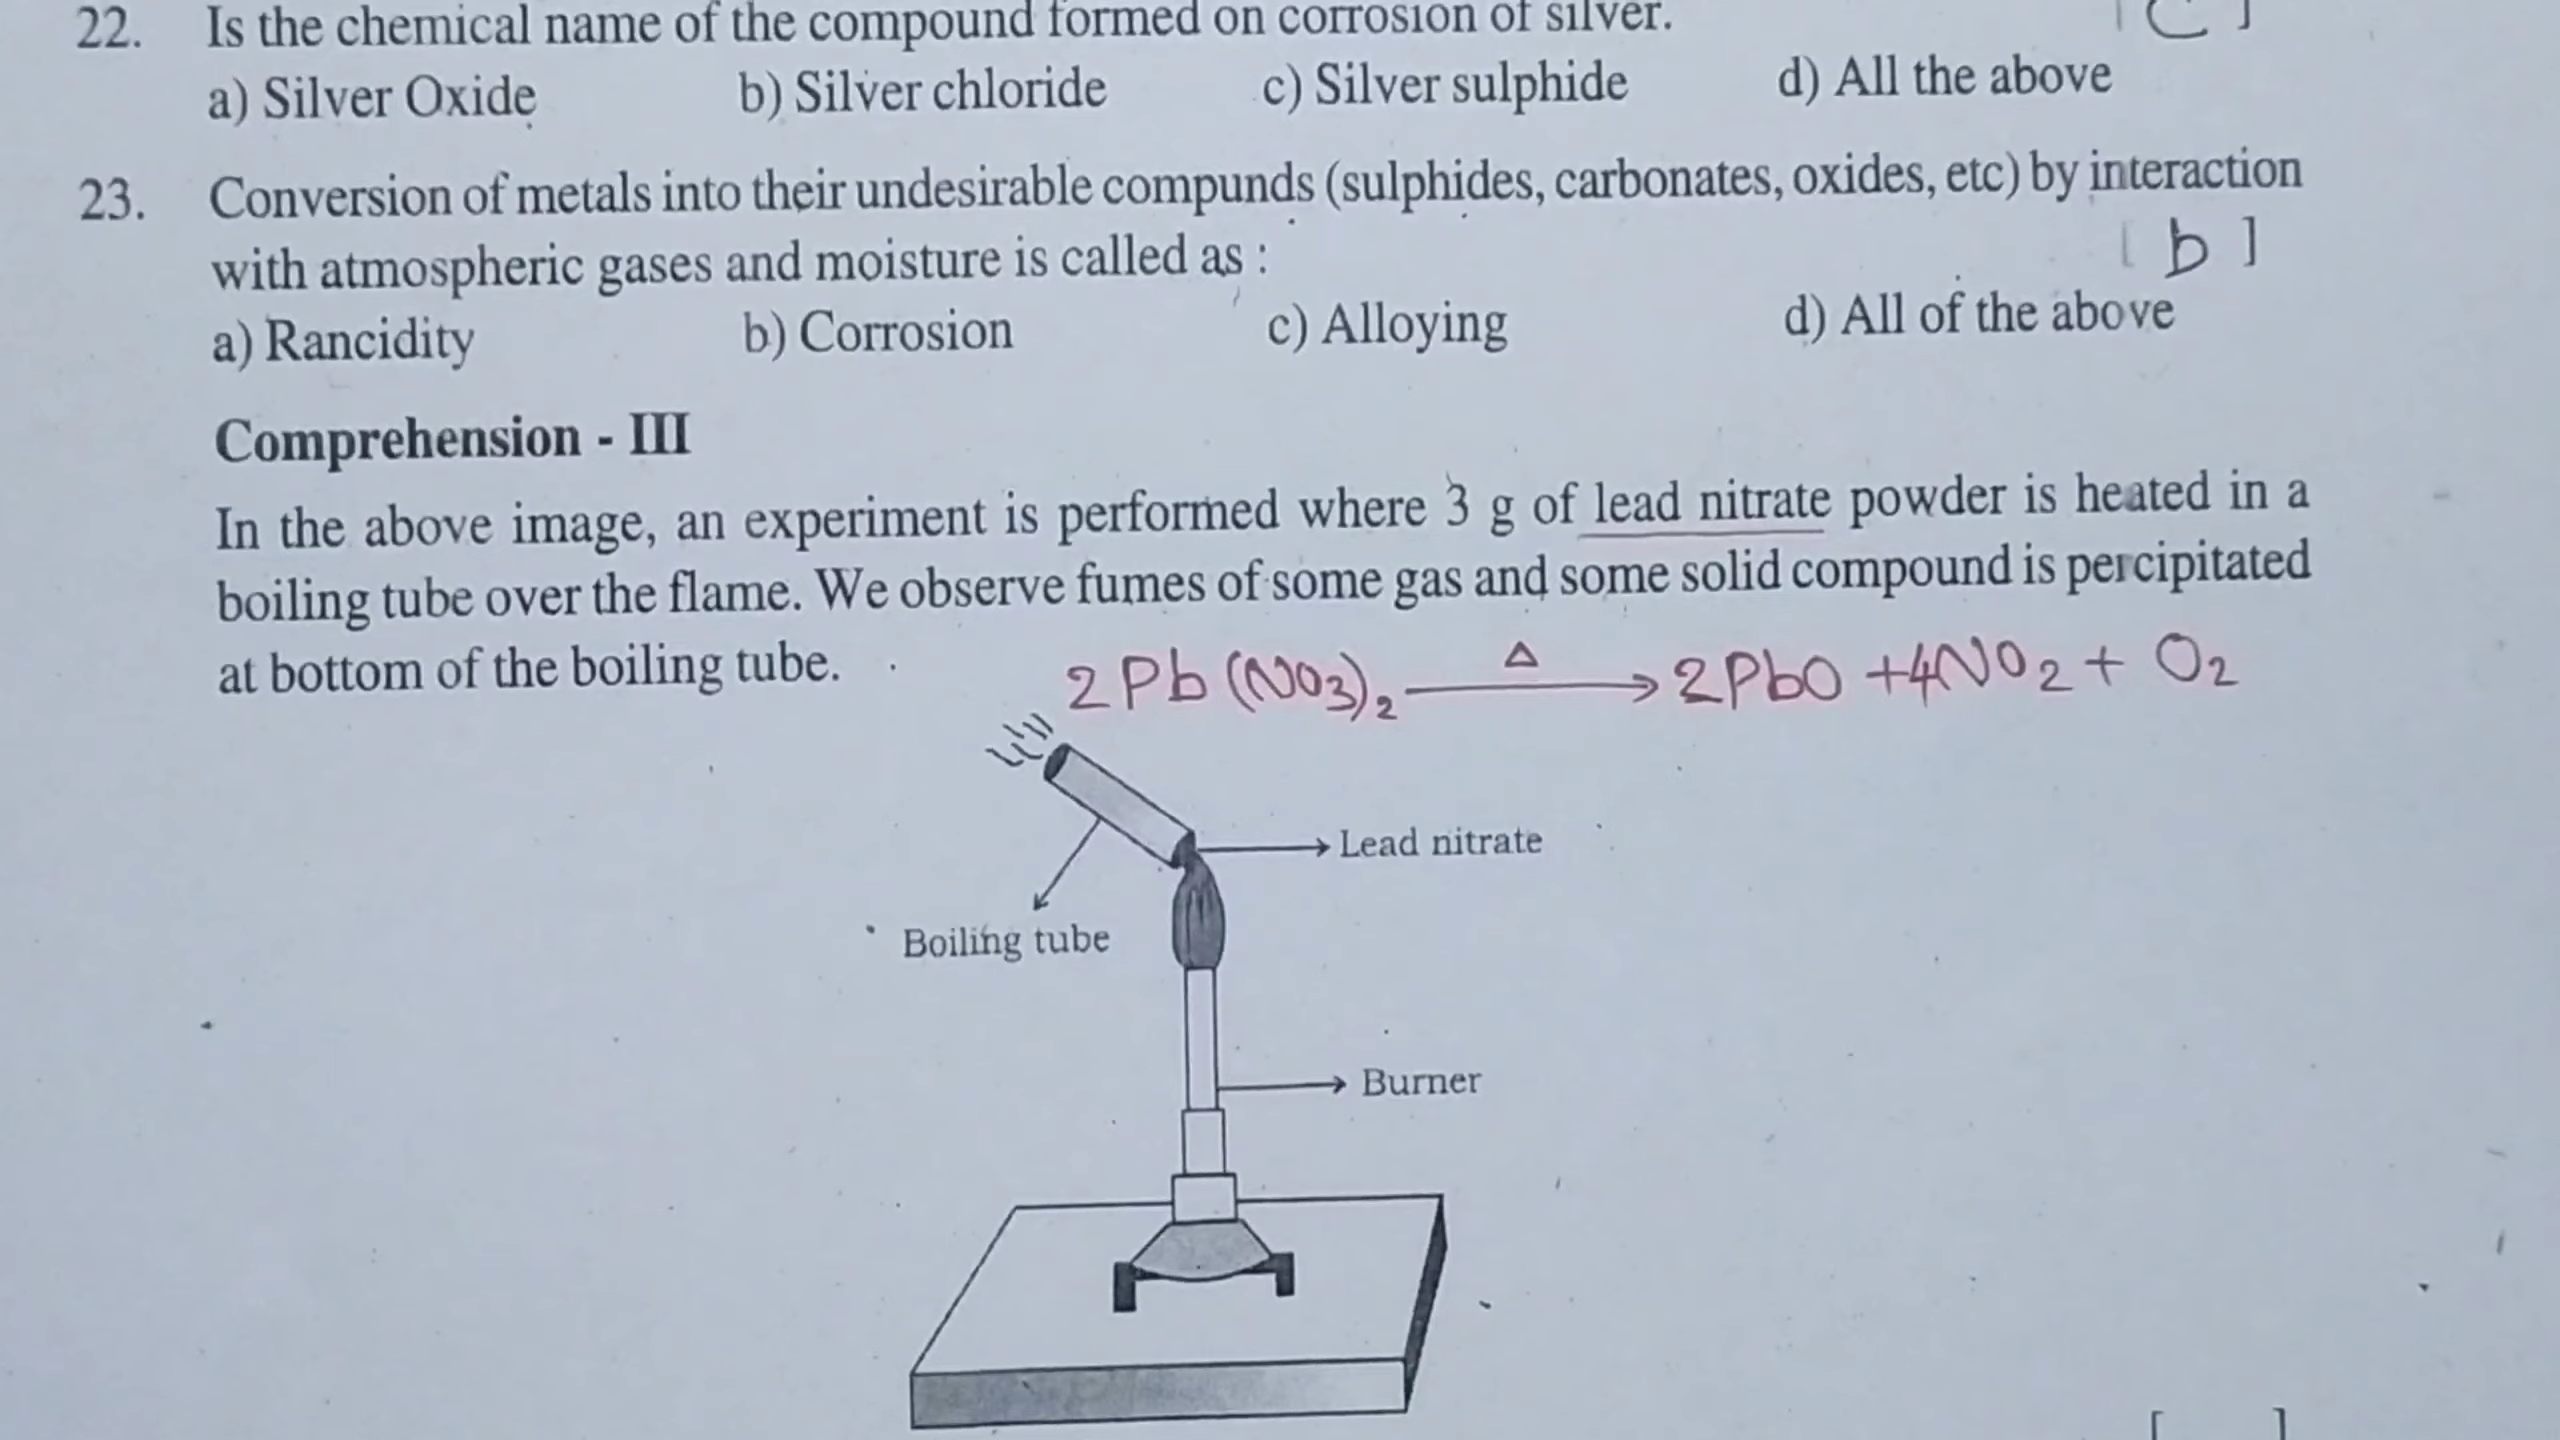 22. Is the chemical name of the compound formed on corrosion of silver. [C]
a) Silver Oxide b) Silver chloride c) Silver sulphide d) All the above
23. Conversion of metals into their undesirable compunds (sulphides, carbonates, oxides, etc) by interaction
with atmospheric gases and moisture is called as : [b]
a) Rancidity b) Corrosion c) Alloying d) All of the above
Comprehension - III
In the above image, an experiment is performed where 3 g of lead nitrate powder is heated in a
boiling tube over the flame. We observe fumes of some gas and some solid compound is percipitated
at bottom of the boiling tube.
2Pb(NO₃)₂ —Δ→ 2PbO + 4NO₂ + O₂
Lead nitrate
Boiling tube
Burner
[ ]